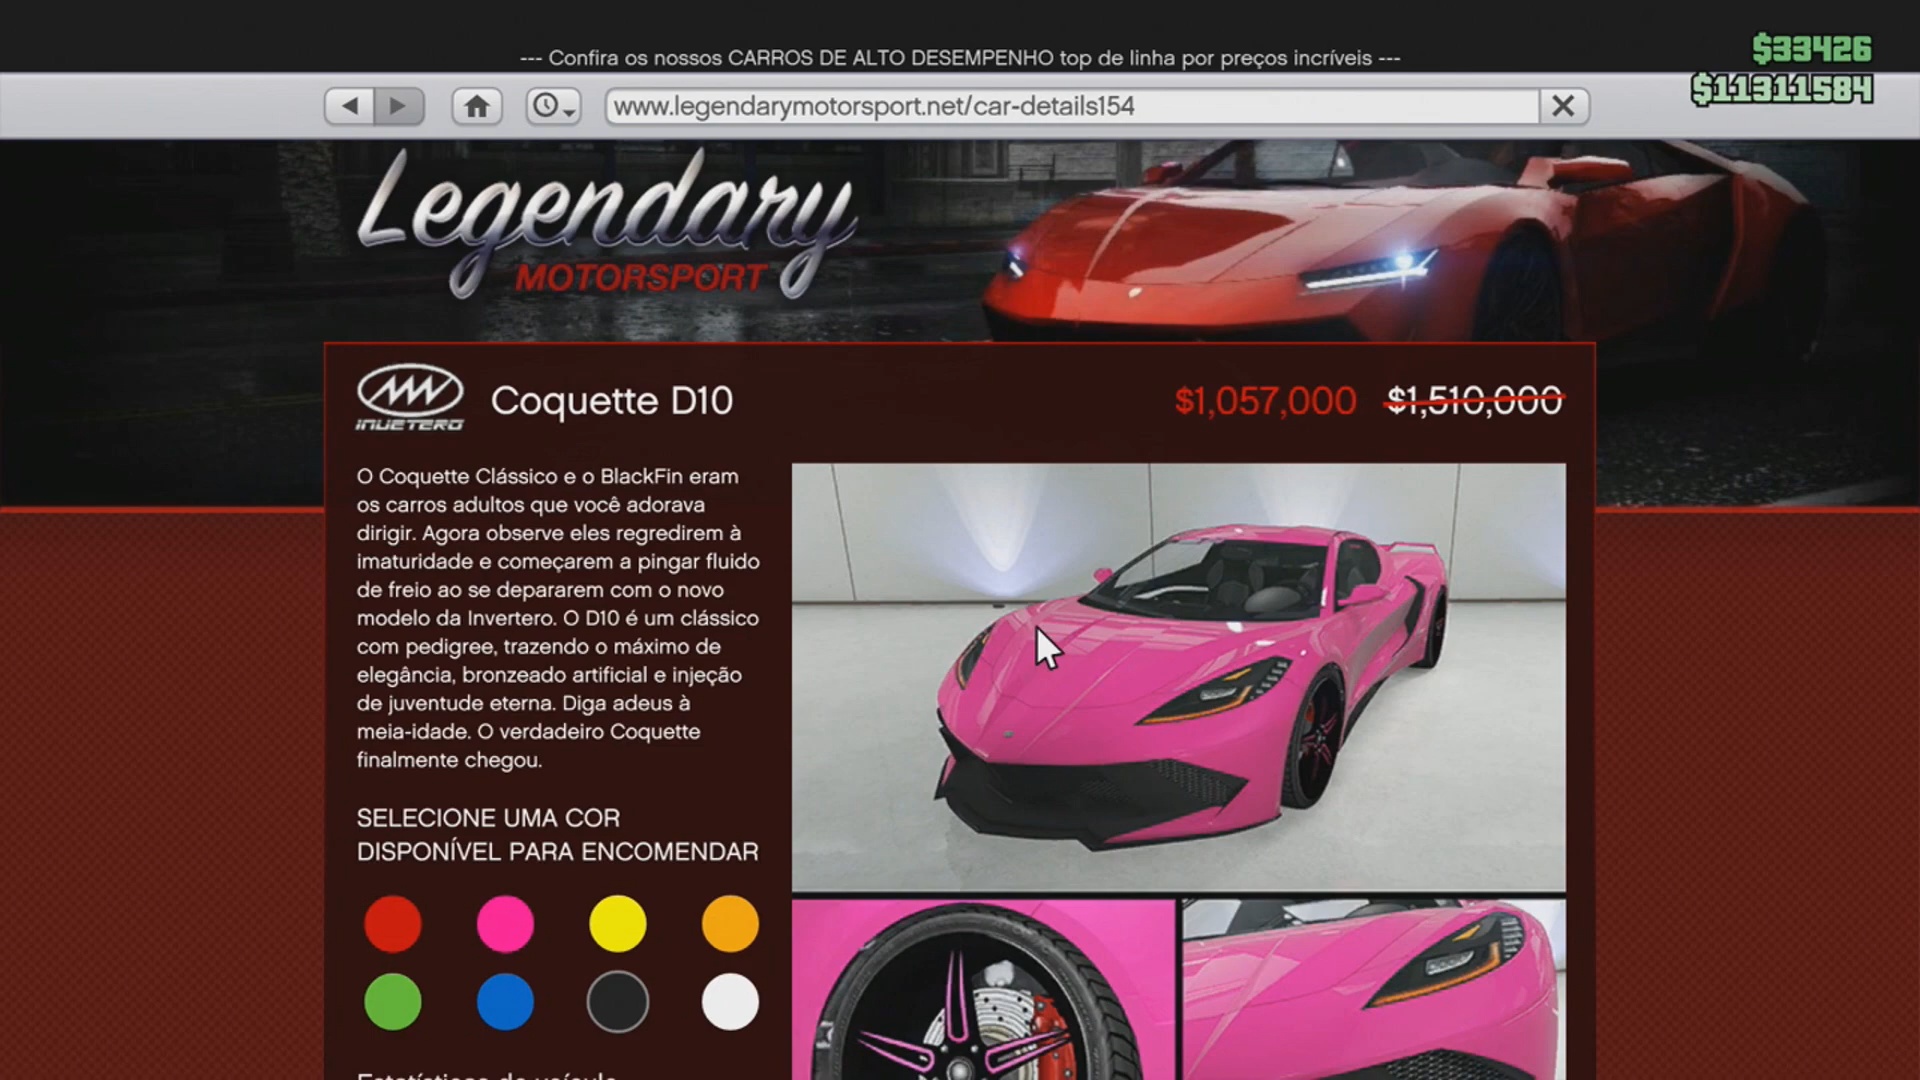 --- Confira os nossos CARROS DE ALTO DESEMPENHO top de linha por preços incríveis ---
$33426
$11311584
www.legendarymotorsport.net/car-details154
Legendary
MOTORSPORT
INVETERO
Coquette D10
$1,057,000 $1,510,000
O Coquette Clássico e o BlackFin eram
os carros adultos que você adorava
dirigir. Agora observe eles regredirem à
imaturidade e começarem a pingar fluido
de freio ao se depararem com o novo
modelo da Invertero. O D10 é um clássico
com pedigree, trazendo o máximo de
elegância, bronzeado artificial e injeção
de juventude eterna. Diga adeus à
meia-idade. O verdadeiro Coquette
finalmente chegou.
SELECIONE UMA COR
DISPONÍVEL PARA ENCOMENDAR
Estatísticas do veículo